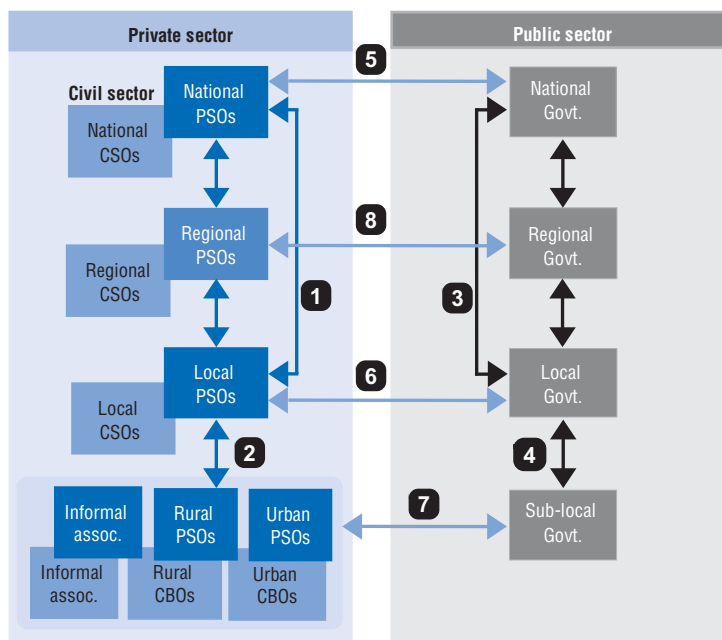 Private sector
Public sector
5
Civil sector
National
PSOs
National
Govt.
National
CSOs
8
Regional
PSOs
Regional
Govt.
Regional
CSOs
1
3
Local
PSOs
6
Local
Govt.
Local
CSOs
2
4
Informal
assoc.
Rural
PSOs
Urban
PSOs
7
Sub-local
Govt.
Informal
assoc.
Rural
CBOs
Urban
CBOs